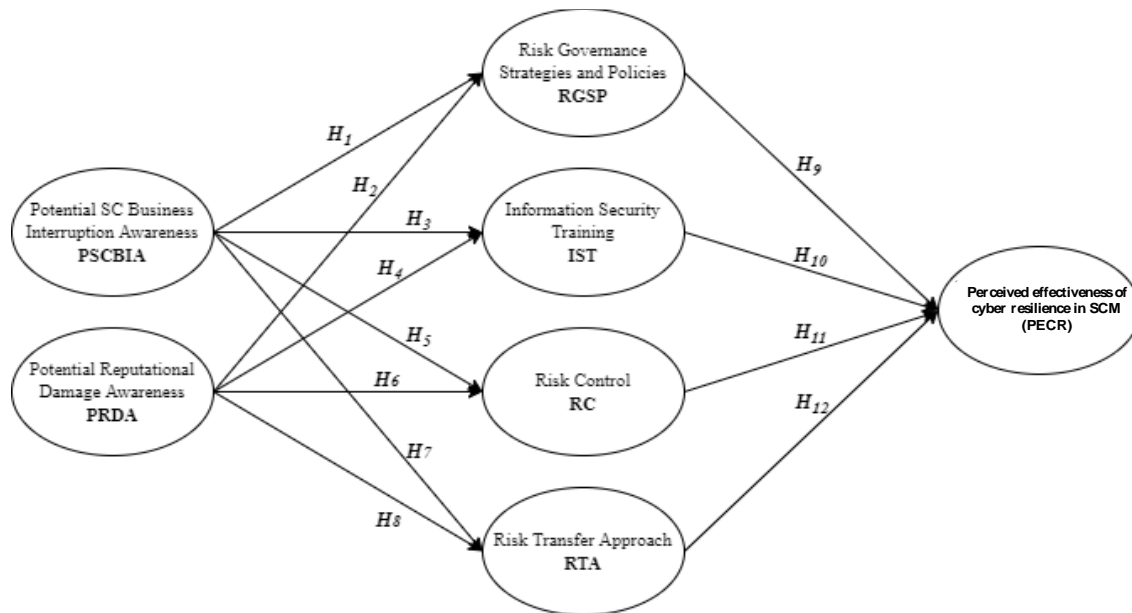 Risk Governance
Strategies and Policies
RGSP
H1
H2
Potential SC Business
Interruption Awareness
PSCBIA
H3
Information Security
Training
IST
H4
H9
H10
Perceived effectiveness of
cyber resilience in SCM
(PECR)
H5
H6
Potential Reputational
Damage Awareness
PRDA
Risk Control
RC
H11
H12
H7
H8
Risk Transfer Approach
RTA